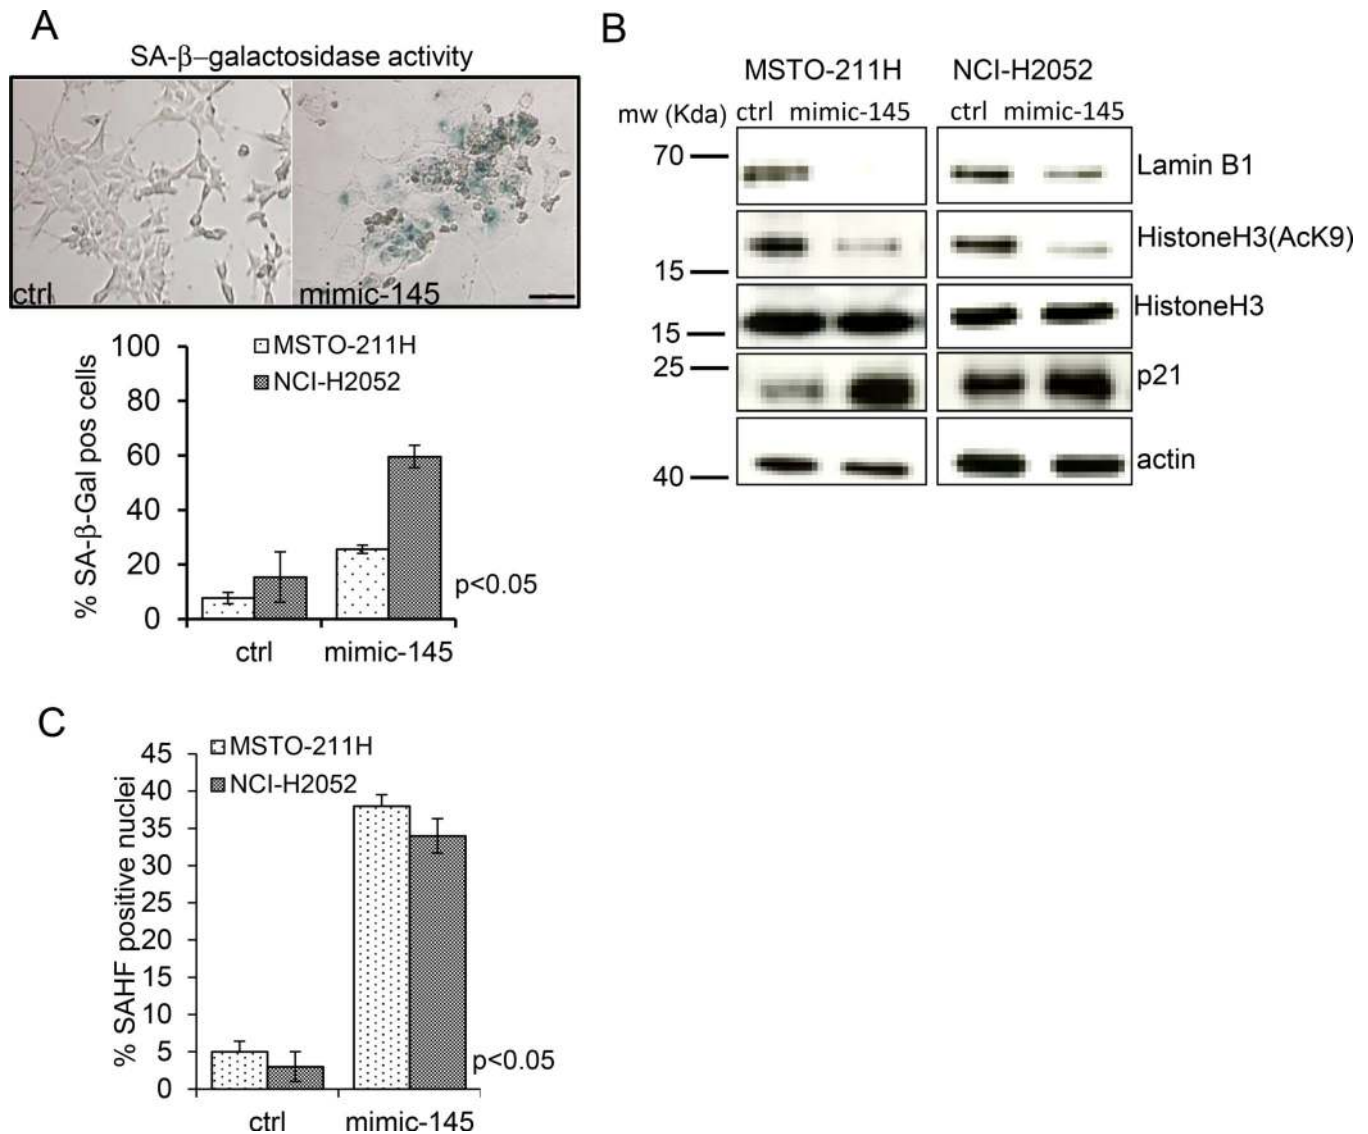 A
SA-β–galactosidase activity
ctrl
mimic-145
100
80
60
40
20
0
% SA-β-Gal pos cells
MSTO-211H
NCI-H2052
p<0.05
ctrl
mimic-145
B
MSTO-211H NCI-H2052
mw (Kda) ctrl mimic-145 ctrl mimic-145
70
Lamin B1
HistoneH3(AcK9)
15
HistoneH3
15
25
p21
actin
40
C
MSTO-211H
NCI-H2052
45
40
35
30
25
20
15
10
5
0
% SAHF positive nuclei
p<0.05
ctrl
mimic-145